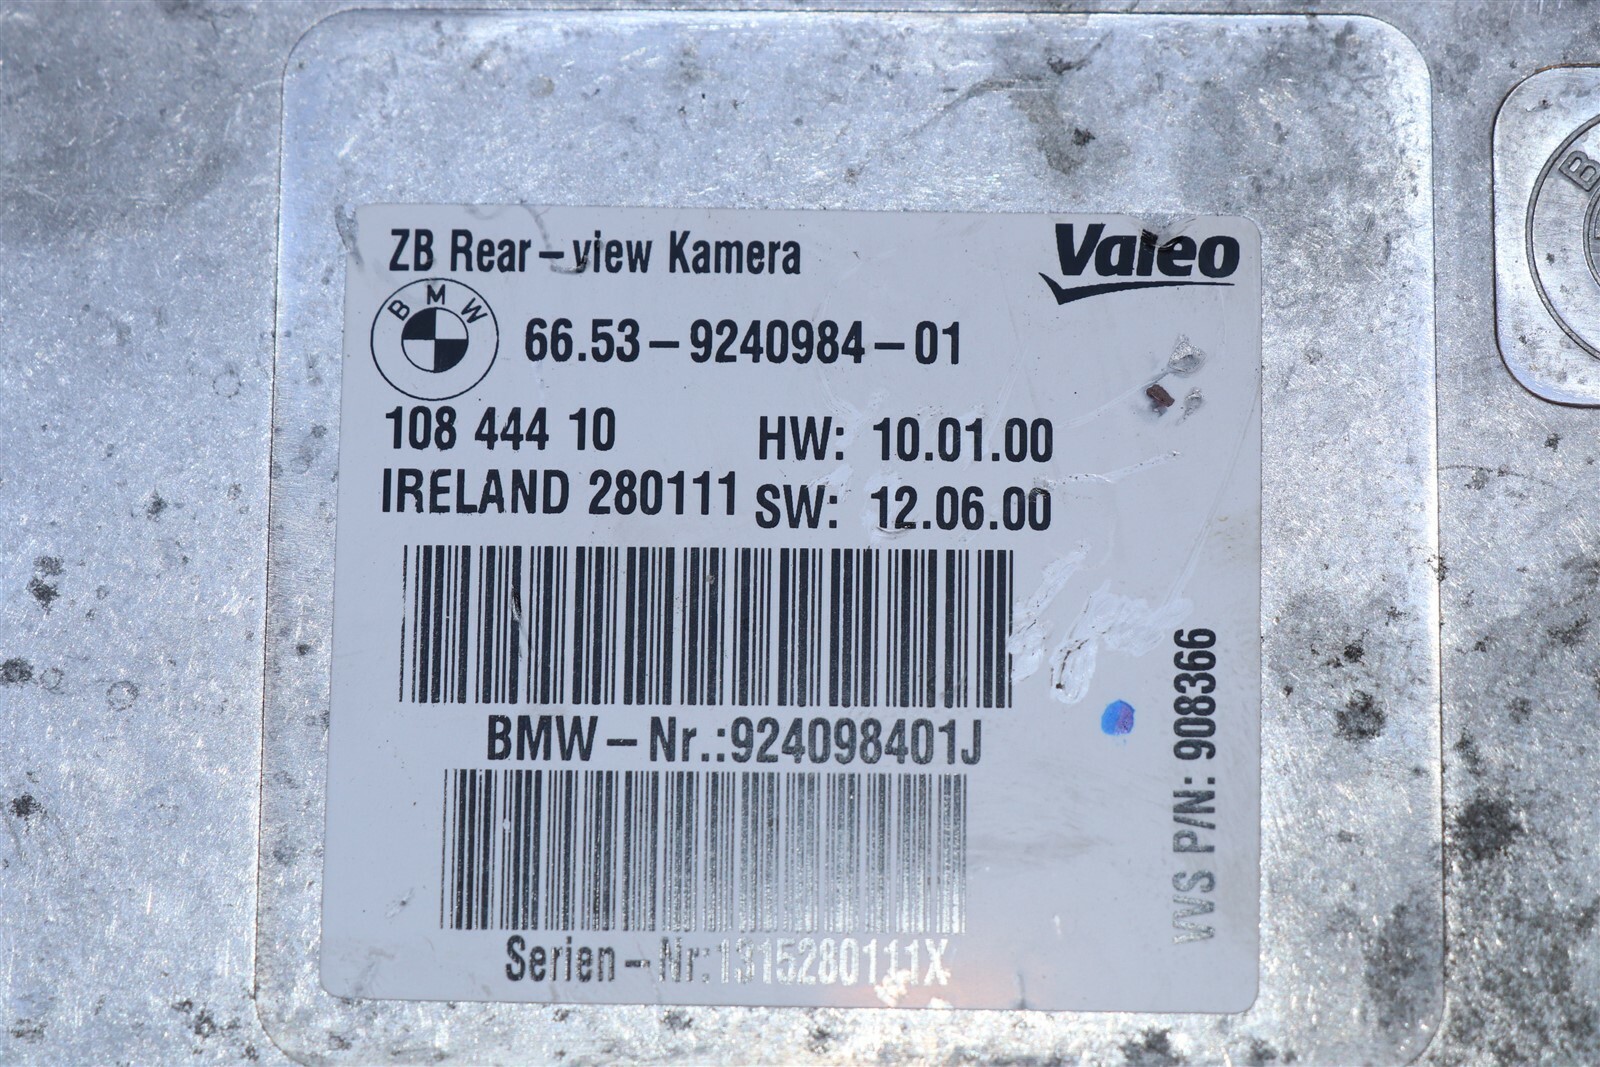 ZB Rear-view Kamera
Valeo
BMW
66.53-9240984-01
108 444 10
HW: 10.01.00
IRELAND 280111
SW: 12.06.00
BMW-Nr.:924098401J
Serien-Nr:1315280111X
VVS P/N: 908366
B